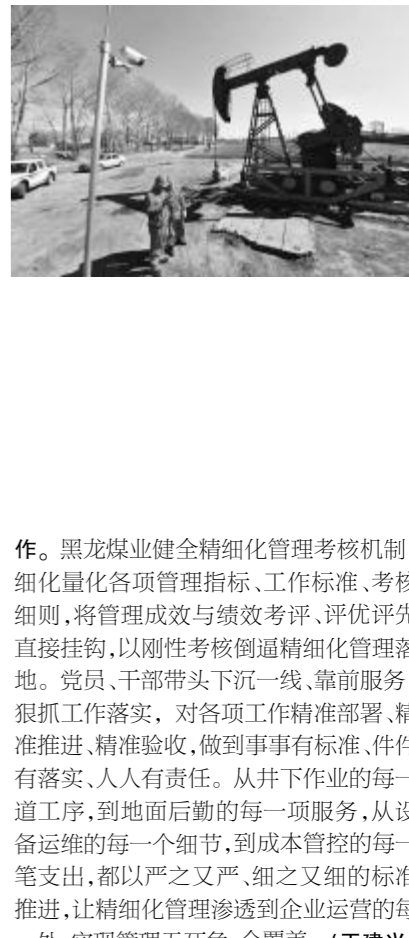 作。黑龙煤业健全精细化管理考核机制
细化量化各项管理指标、工作标准、考核
细则,将管理成效与绩效考评、评优评先
直接挂钩,以刚性考核倒逼精细化管理落
地。党员、干部带头下沉一线、靠前服务
狠抓工作落实, 对各项工作精准部署、精
准推进、精准验收,做到事事有标准、件件
有落实、人人有责任。从井下作业的每一
道工序,到地面后勤的每一项服务,从设
备运维的每一个细节,到成本管控的每一
笔支出,都以严之又严、细之又细的标准
推进,让精细化管理渗透到企业运营的每